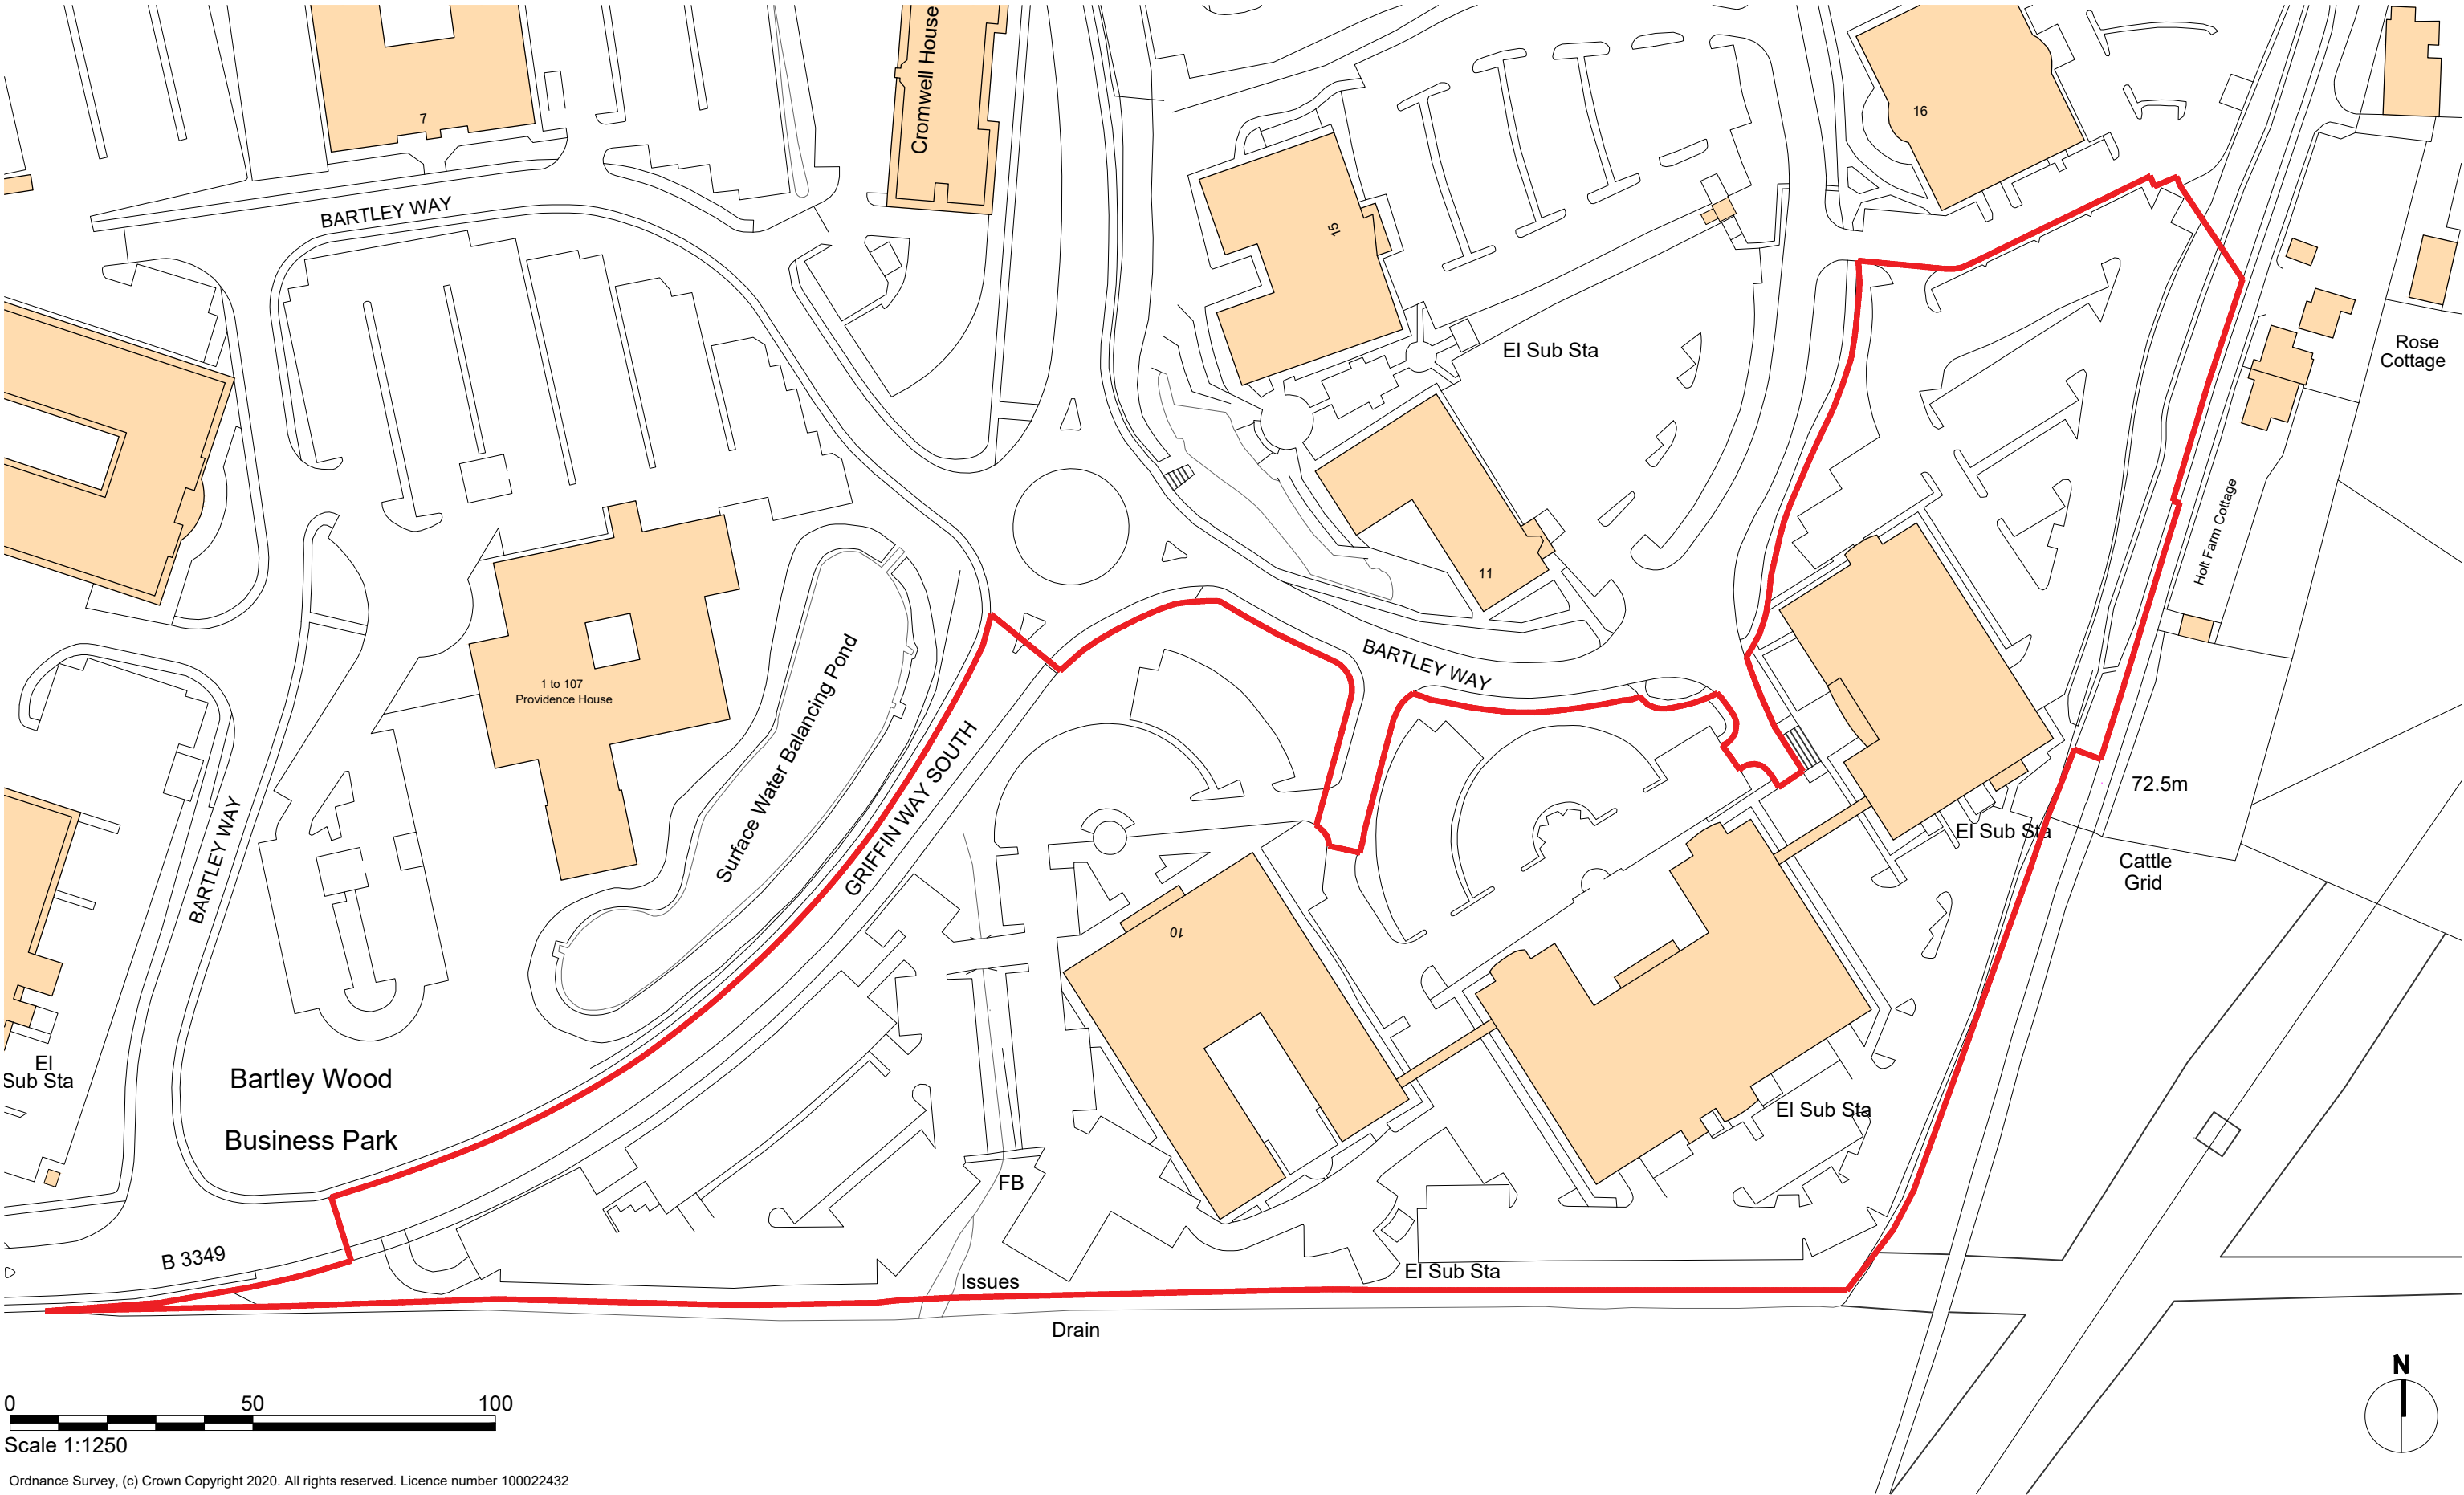 Cromwell House
7
16
BARTLEY WAY
15
El Sub Sta
Rose
Cottage
Holt Farm Cottage
11
BARTLEY WAY
1 to 107
Providence House
Surface Water Balancing Pond
GRIFFIN WAY SOUTH
72.5m
BARTLEY WAY
El Sub Sta
Cattle
Grid
10
El
Sub Sta
Bartley Wood
Business Park
El Sub Sta
FB
B 3349
Issues
El Sub Sta
Drain
N
0 50 100
Scale 1:1250
Ordnance Survey, (c) Crown Copyright 2020. All rights reserved. Licence number 100022432